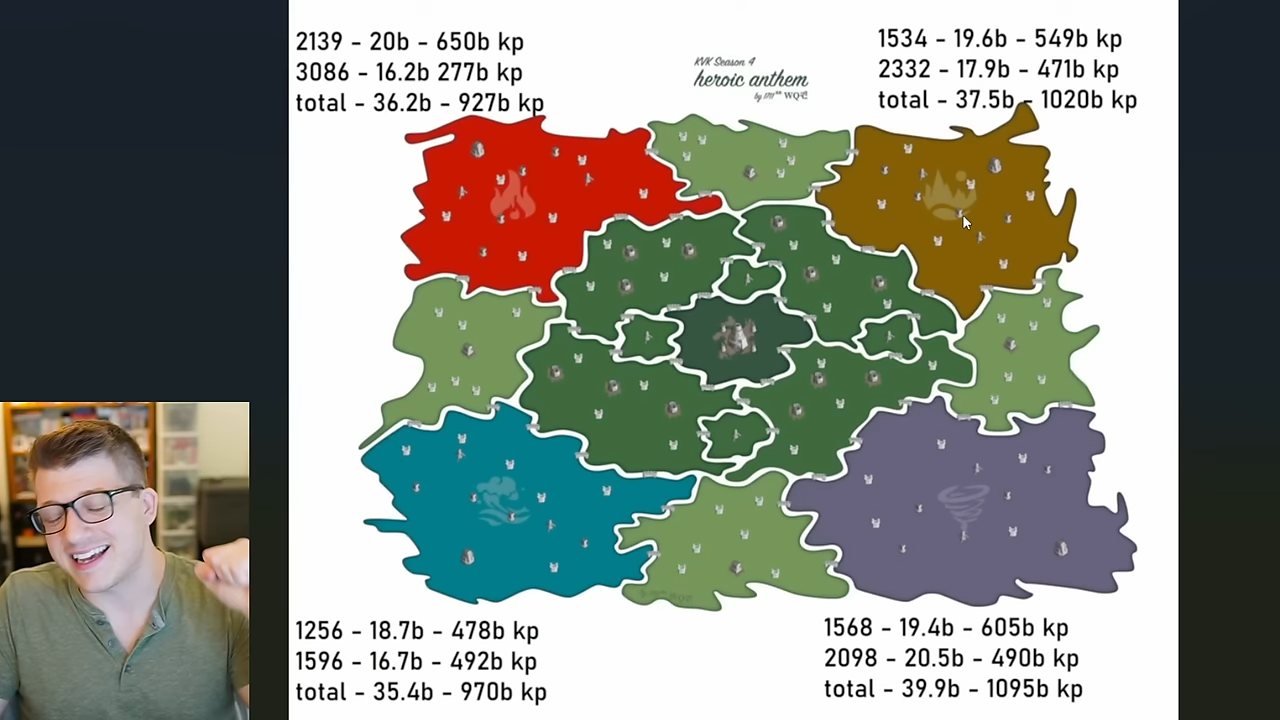 2139 - 20b - 650b kp
3086 - 16.2b 277b kp
total - 36.2b - 927b kp
KVK Season 4
heroic anthem
1534 - 19.6b - 549b kp
2332 - 17.9b - 471b kp
total - 37.5b - 1020b kp
1256 - 18.7b - 478b kp
1596 - 16.7b - 492b kp
total - 35.4b - 970b kp
1568 - 19.4b - 605b kp
2098 - 20.5b - 490b kp
total - 39.9b - 1095b kp